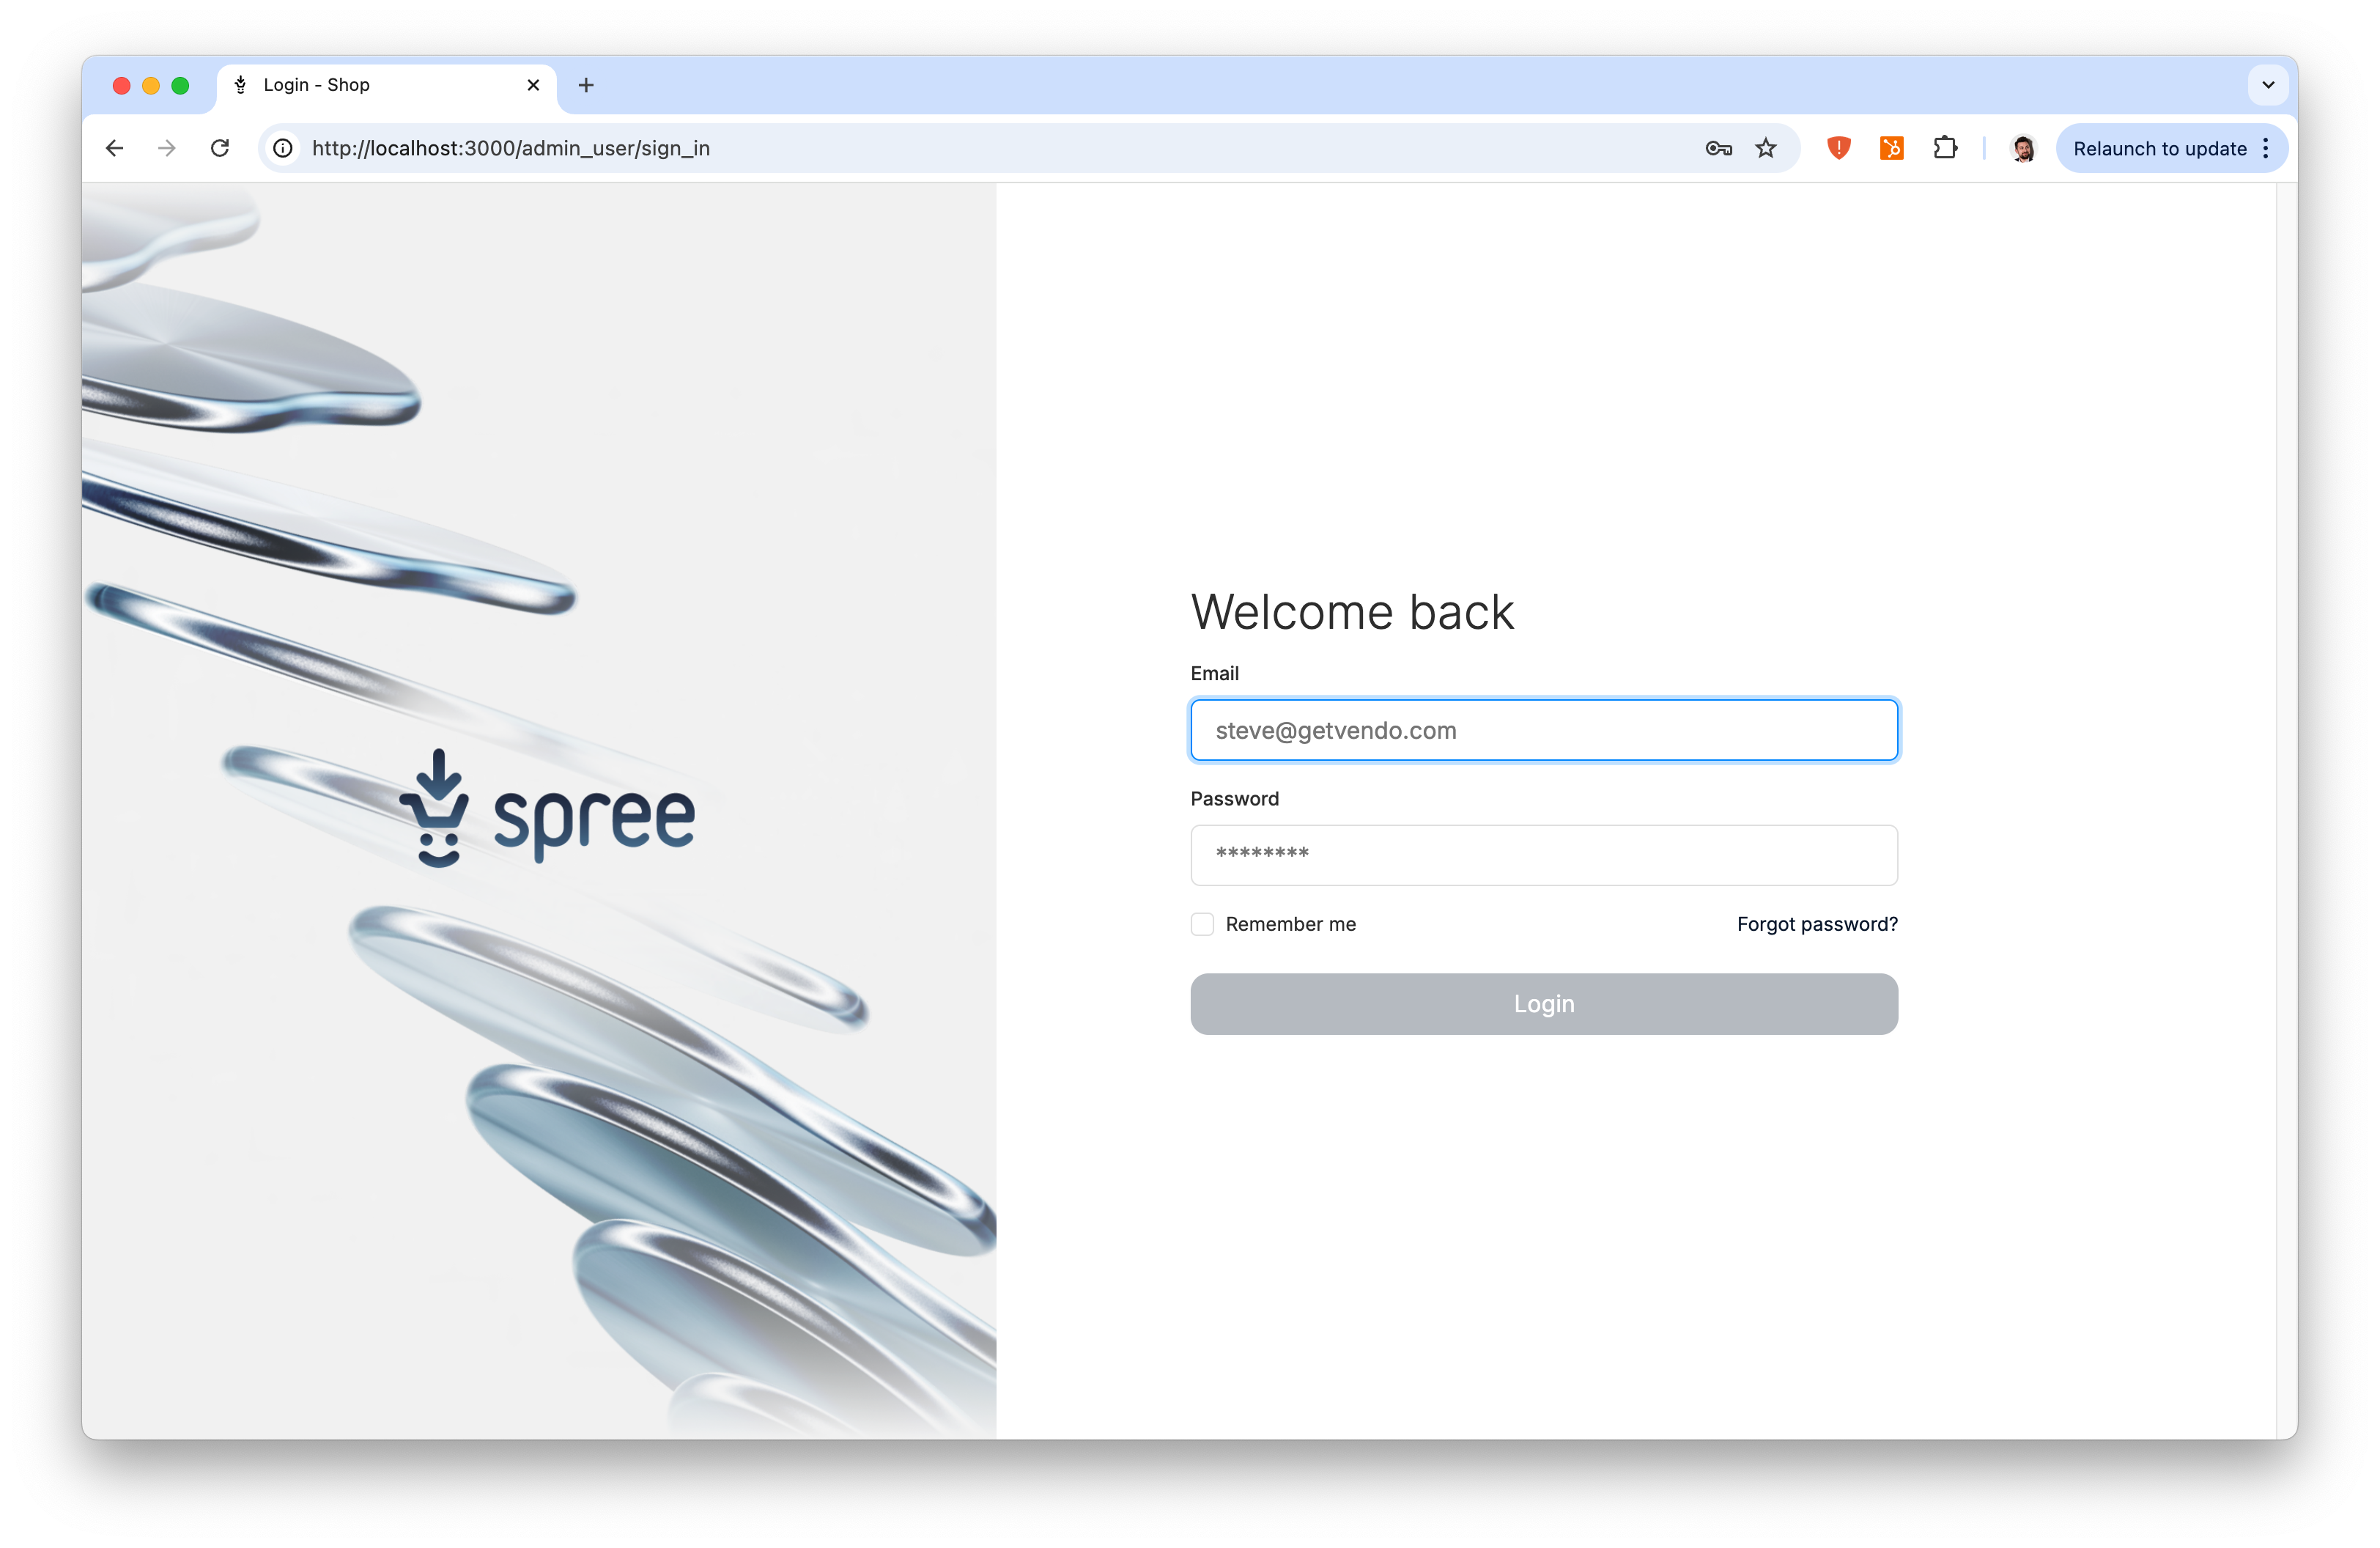 Login - Shop
http://localhost:3000/admin_user/sign_in
Relaunch to update
spree
Welcome back
Email
steve@getvendo.com
Password
********
Remember me
Forgot password?
Login